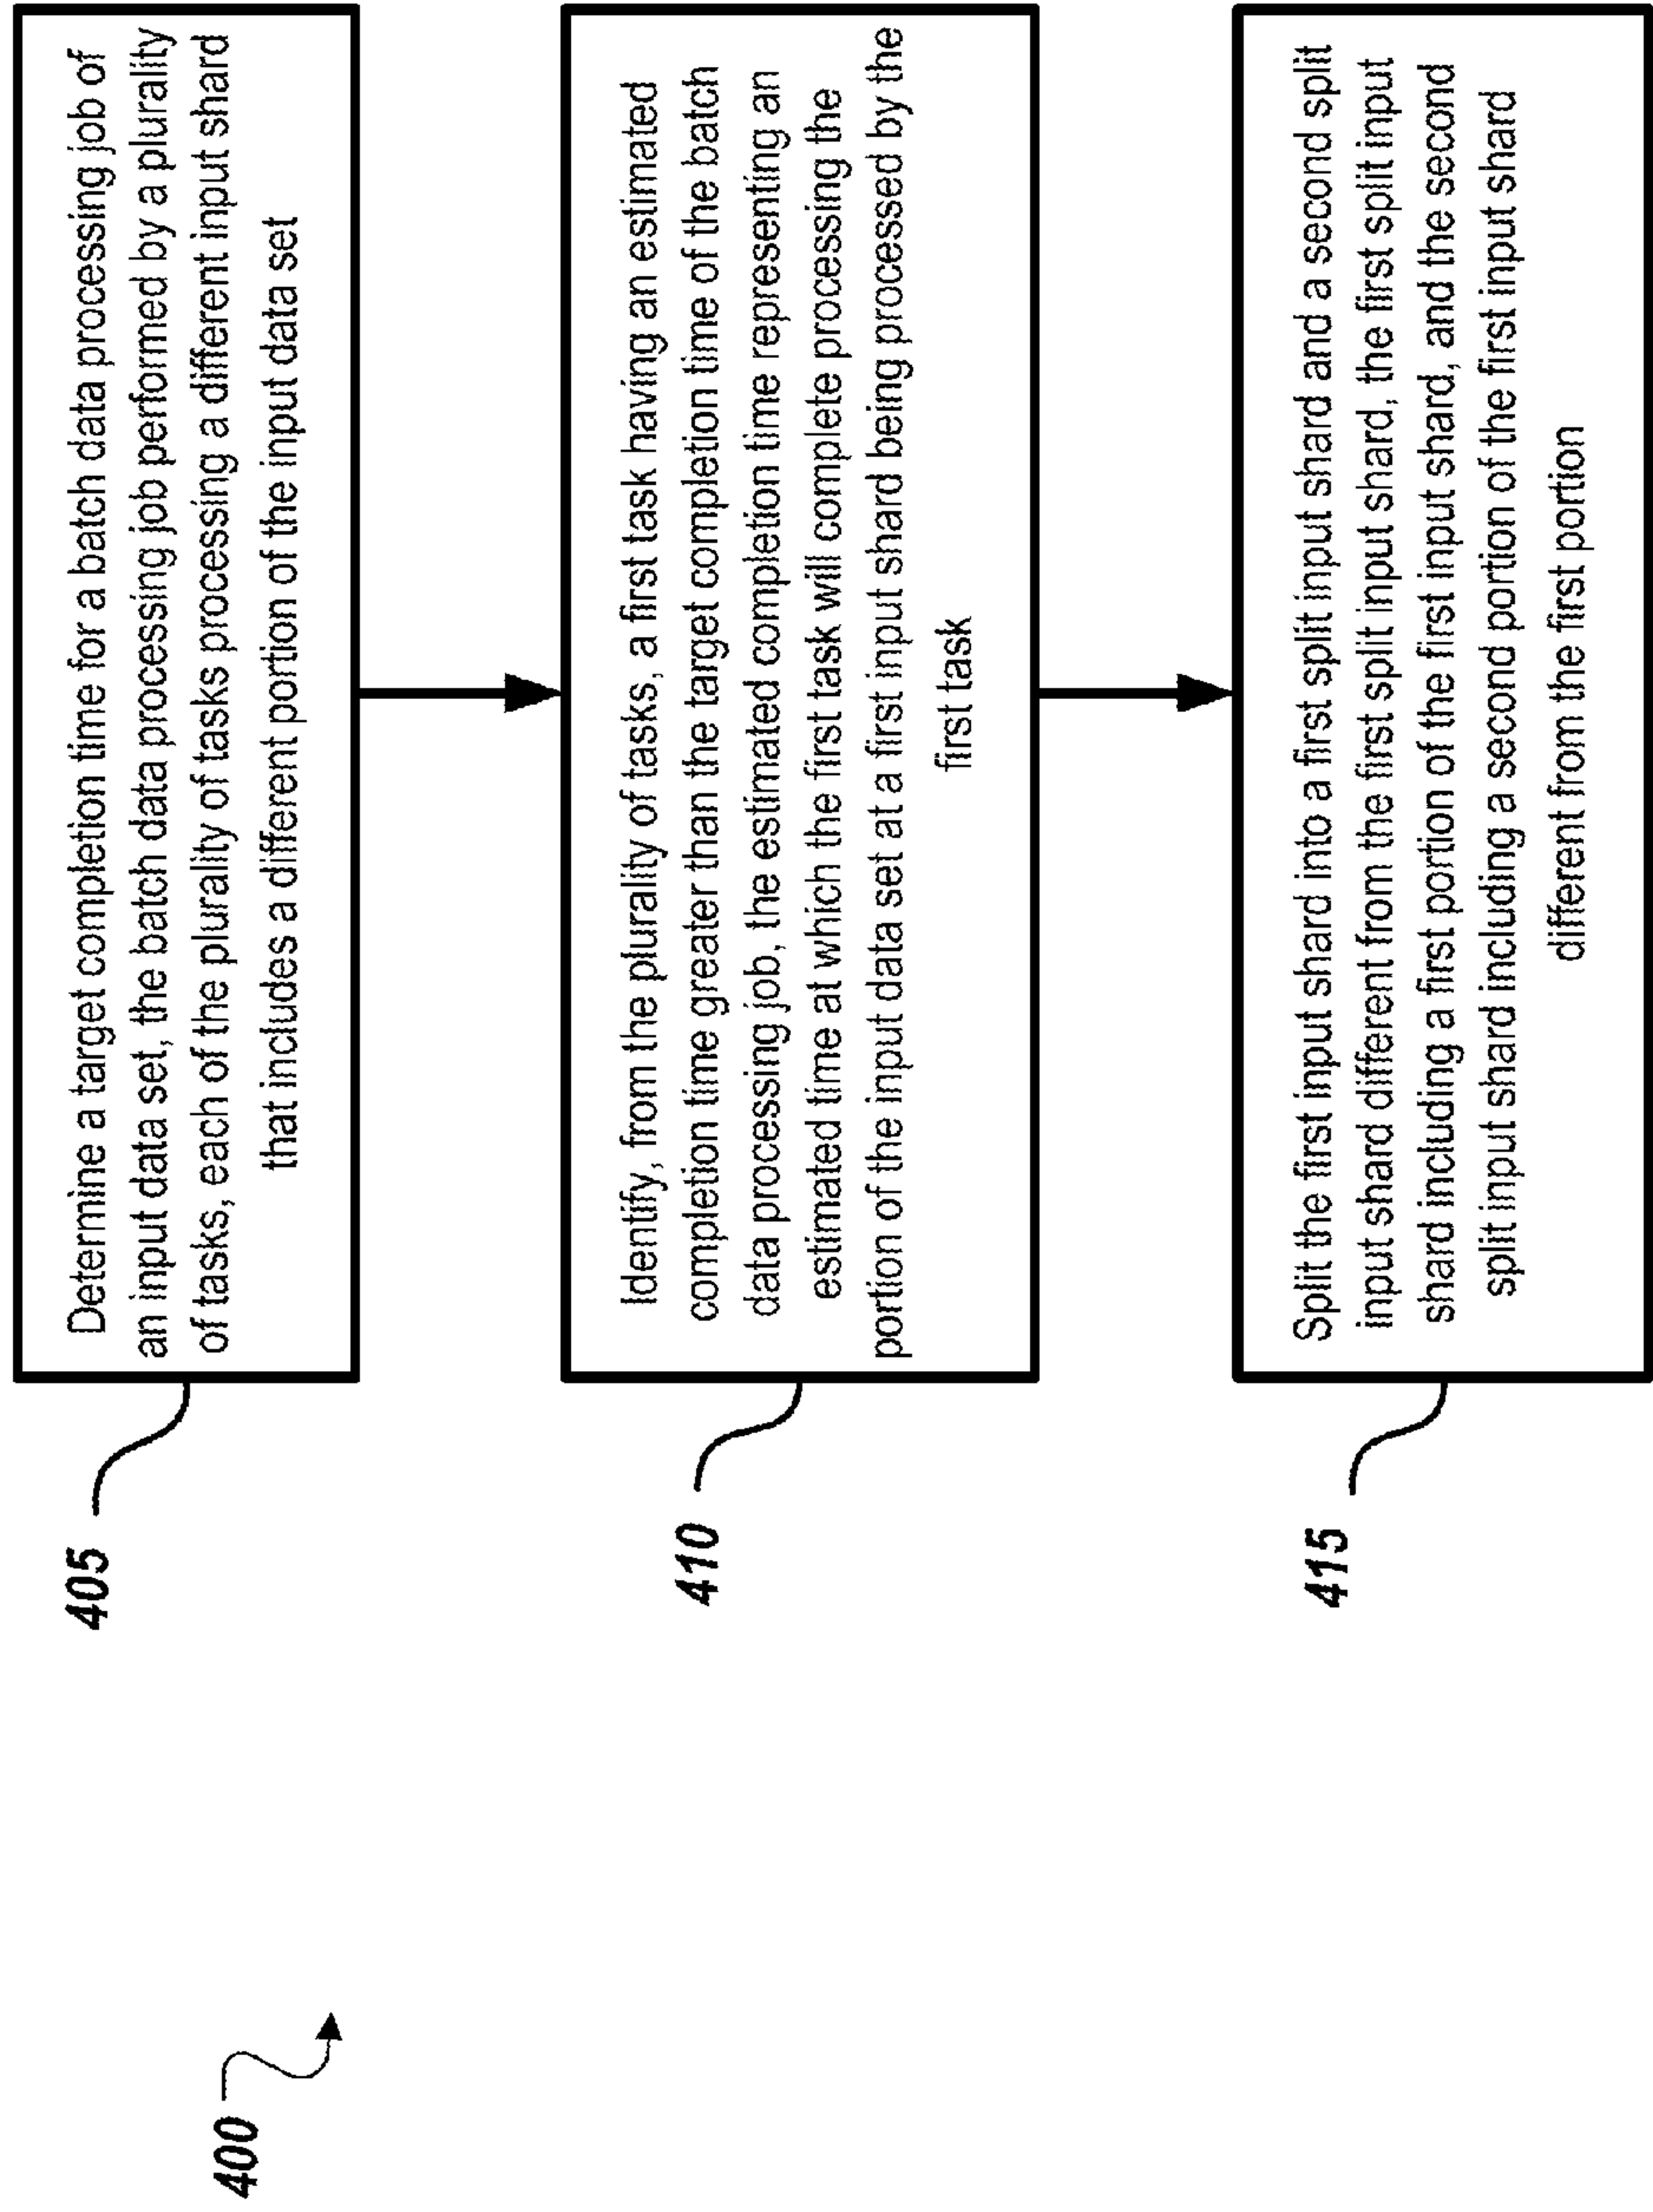 400
405
Determine a target completion time for a batch data processing job of
an input data set, the batch data processing job performed by a plurality
of tasks, each of the plurality of tasks processing a different input shard
that includes a different portion of the input data set
410
Identify, from the plurality of tasks, a first task having an estimated
completion time greater than the target completion time of the batch
data processing job, the estimated completion time representing an
estimated time at which the first task will complete processing the
portion of the input data set at a first input shard being processed by the
first task
415
Split the first input shard into a first split input shard and a second split
input shard different from the first split input shard, the first split input
shard including a first portion of the first input shard, and the second
split input shard including a second portion of the first input shard
different from the first portion